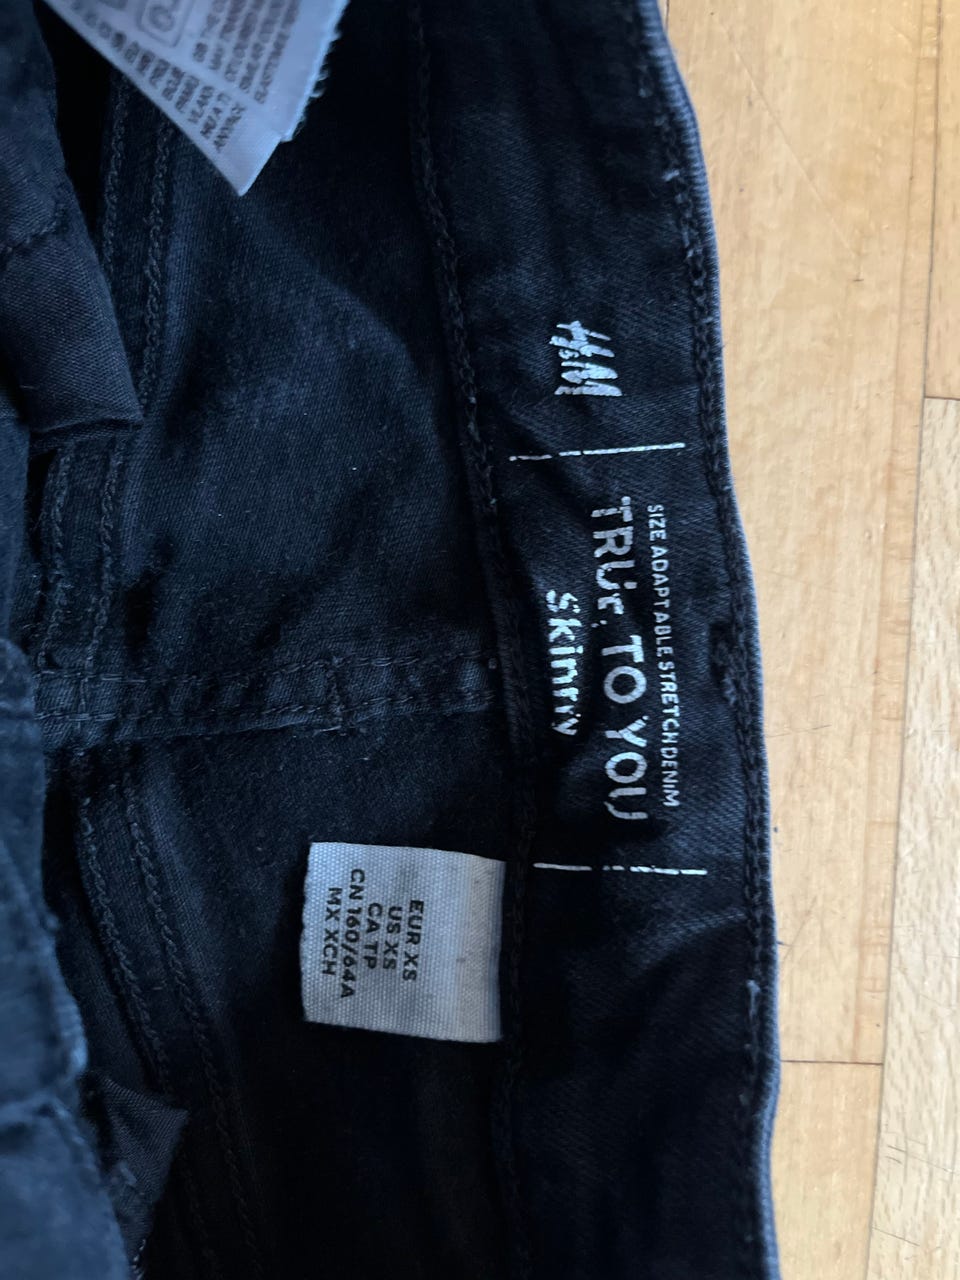 H&M
SIZE ADAPTABLE STRETCH DENIM
TRUE TO YOU
Skinny
EUR XS
US XS
CA TP
CN 160/64A
MX XCH